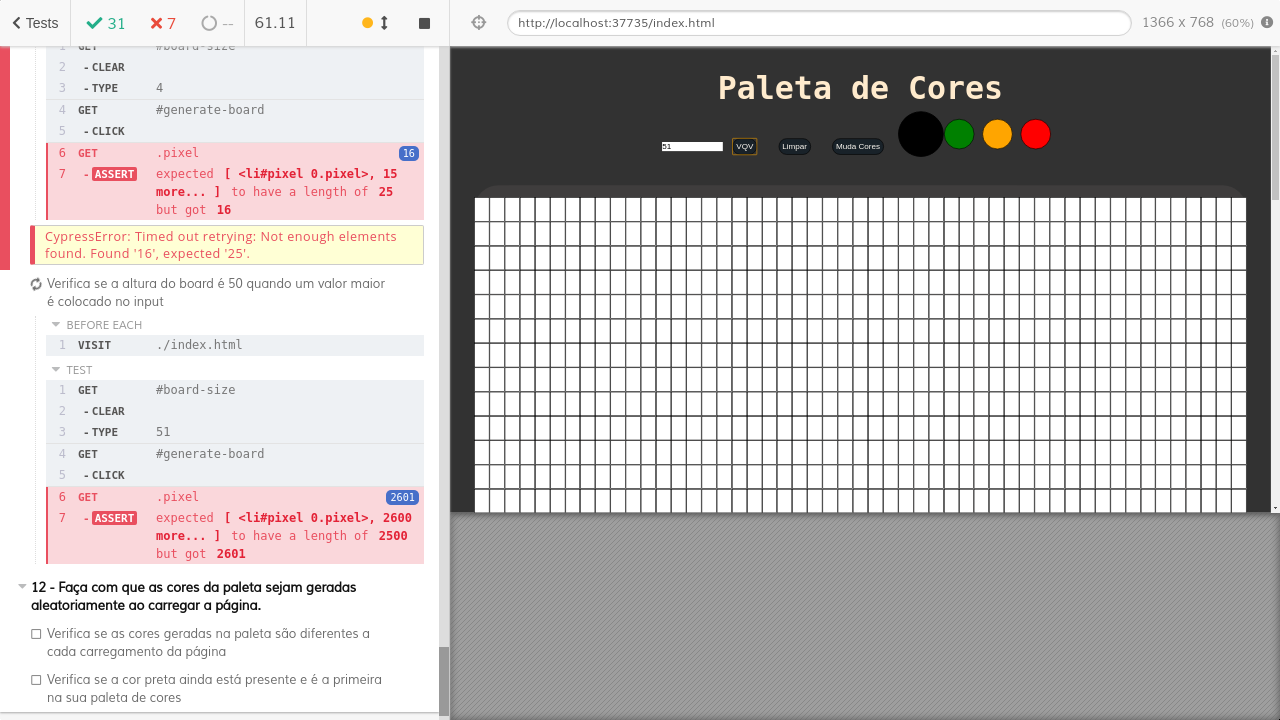 Tests 31 7 -- 61.11 http://localhost:37735/index.html 1366 x 768 (60%)
1 GET #board-size
2 - CLEAR
3 - TYPE 4
4 GET #generate-board
5 - CLICK
6 GET .pixel 16
7 - ASSERT expected [ <li#pixel 0.pixel>, 15
more... ] to have a length of 25
but got 16
CypressError: Timed out retrying: Not enough elements
found. Found '16', expected '25'.
Verifica se a altura do board é 50 quando um valor maior
é colocado no input
BEFORE EACH
1 VISIT ./index.html
TEST
1 GET #board-size
2 - CLEAR
3 - TYPE 51
4 GET #generate-board
5 - CLICK
6 GET .pixel 2601
7 - ASSERT expected [ <li#pixel 0.pixel>, 2600
more... ] to have a length of 2500
but got 2601
12 - Faça com que as cores da paleta sejam geradas
aleatoriamente ao carregar a página.
Verifica se as cores geradas na paleta são diferentes a
cada carregamento da página
Verifica se a cor preta ainda está presente e é a primeira
na sua paleta de cores
Paleta de Cores
51 VQV Limpar Muda Cores